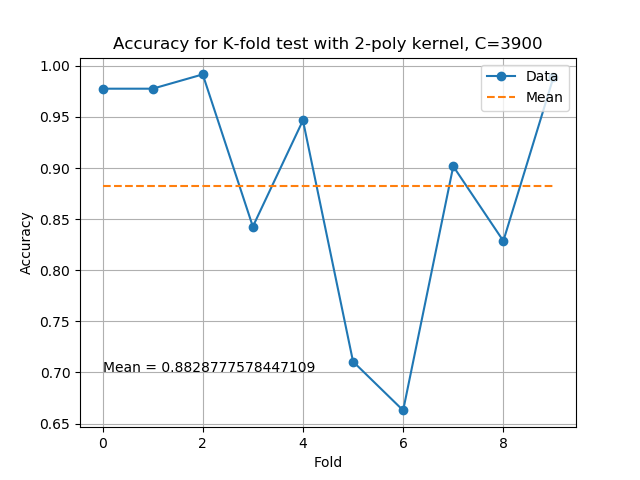 Accuracy for K-fold test with 2-poly kernel, C=3900
Data
Mean
1.00
0.95
0.90
0.85
0.80
0.75
0.70
0.65
Accuracy
Mean = 0.8828777578447109
0 2 4 6 8
Fold